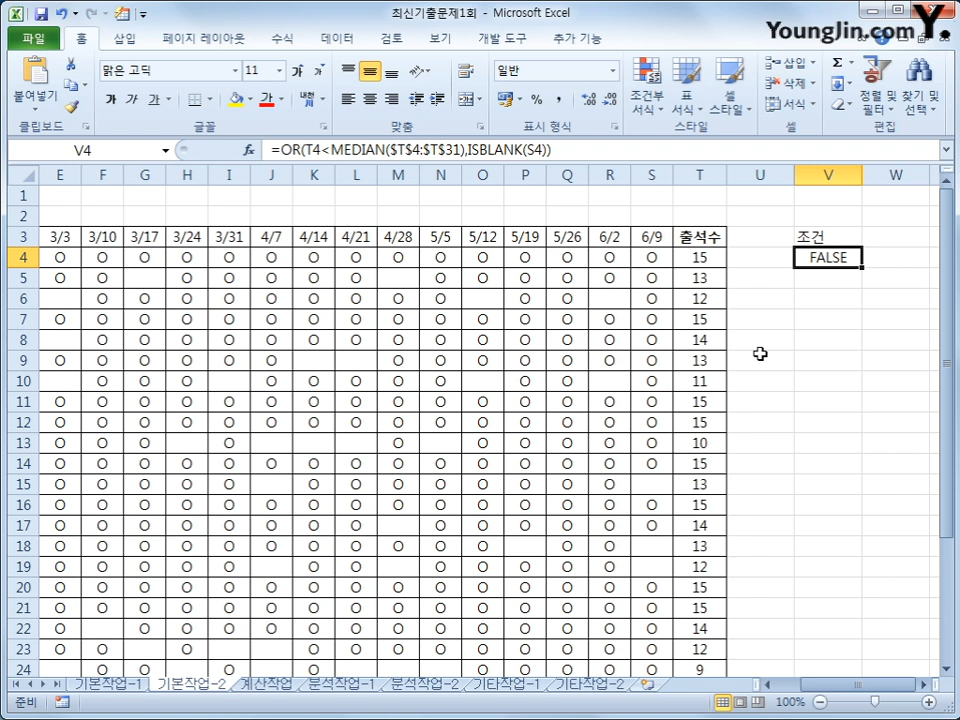 최신기출문제1회 - Microsoft Excel
Younglin.com Y.
파일 홈 삽입 페이지 레이아웃 수식 데이터 검토 보기 개발 도구 추가 기능
맑은 고딕 11 일반
붙여넣기 조건부 서식 표 서식 셀 스타일 삽입 삭제 서식 정렬 및 필터 찾기 및 선택
클립보드 글꼴 맞춤 표시 형식 스타일 셀 편집
V4 fx =OR(T4<MEDIAN($T$4:$T$31),ISBLANK(S4))
E F G H I J K L M N O P Q R S T U V W
1
2
3 3/3 3/10 3/17 3/24 3/31 4/7 4/14 4/21 4/28 5/5 5/12 5/19 5/26 6/2 6/9 출석수 조건
4 O O O O O O O O O O O O O O O 15 FALSE
5 O O O O O O O O O O O O O 13
6 O O O O O O O O O O O O 12
7 O O O O O O O O O O O O O O O 15
8 O O O O O O O O O O O O O O 14
9 O O O O O O O O O O O O O 13
10 O O O O O O O O O O O 11
11 O O O O O O O O O O O O O O O 15
12 O O O O O O O O O O O O O O O 15
13 O O O O O O O O O O 10
14 O O O O O O O O O O O O O O O 15
15 O O O O O O O O O O O O O 13
16 O O O O O O O O O O O O O O O 15
17 O O O O O O O O O O O O O O 14
18 O O O O O O O O O O O O O 13
19 O O O O O O O O O O O O 12
20 O O O O O O O O O O O O O O O 15
21 O O O O O O O O O O O O O O O 15
22 O O O O O O O O O O O O O O 14
23 O O O O O O O O O O O O 12
24 O O O O O O O O O 9
기본작업-1 기본작업-2 계산작업 분석작업-1 분석작업-2 기타작업-1 기타작업-2
준비 100%